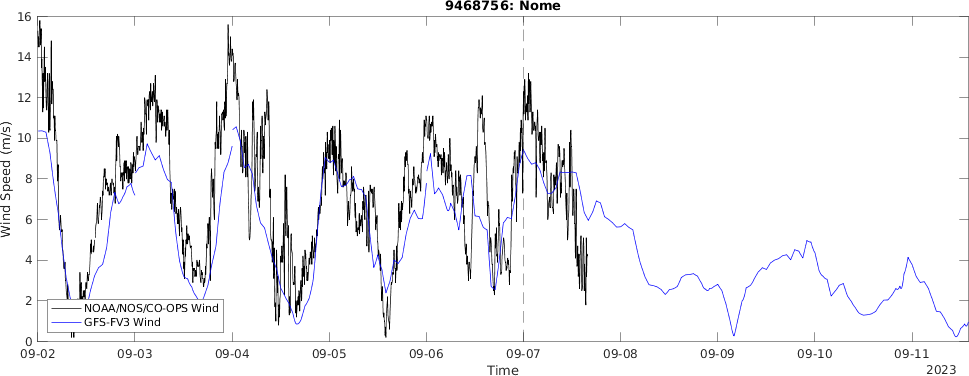 9468756: Nome
16
14
12
10
8
6
4
2
0
Wind Speed (m/s)
NOAA/NOS/CO-OPS Wind
GFS-FV3 Wind
09-02 09-03 09-04 09-05 09-06 09-07 09-08 09-09 09-10 09-11
Time
2023